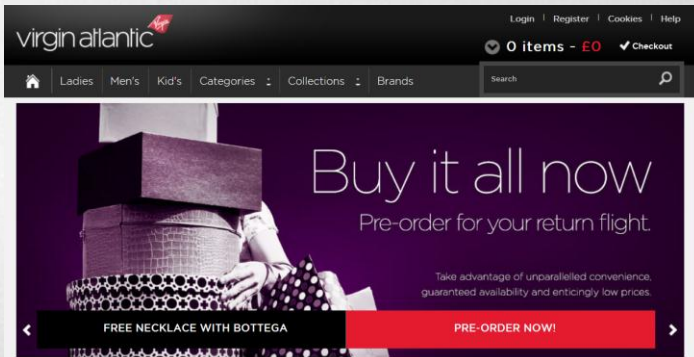 Login | Register | Cookies | Help
virgin atlantic Virgin
0 items - £0 Checkout
Ladies Men's Kid's Categories Collections Brands Search
Buy it all now
Pre-order for your return flight.
Take advantage of unparallelled convenience,
guaranteed availability and enticingly low prices.
FREE NECKLACE WITH BOTTEGA PRE-ORDER NOW!